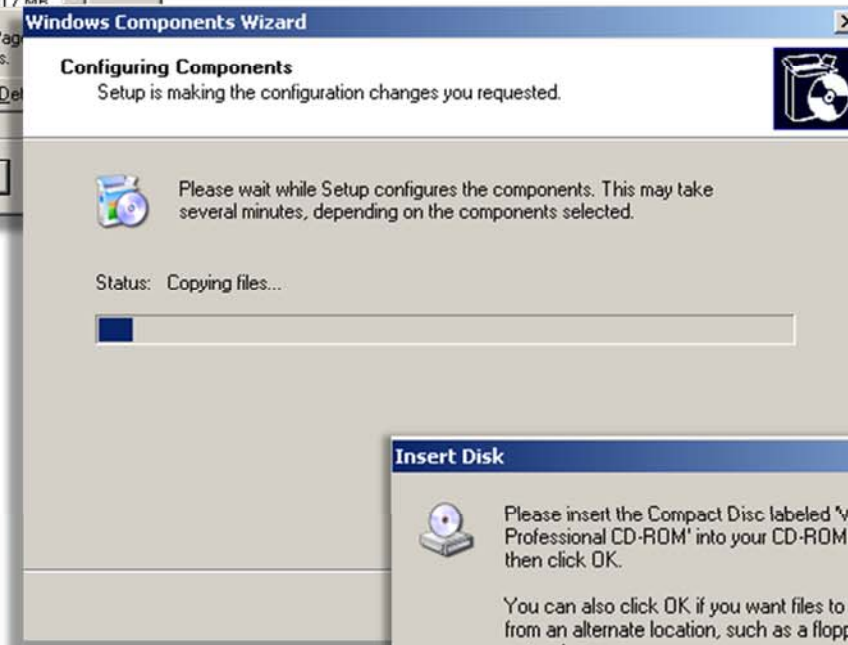 17 MB
Windows Components Wizard
Configuring Components
Setup is making the configuration changes you requested.
Please wait while Setup configures the components. This may take
several minutes, depending on the components selected.
Status: Copying files...
Insert Disk
Please insert the Compact Disc labeled
Professional CD-ROM' into your CD-ROM
then click OK.
You can also click OK if you want files to
from an alternate location, such as a